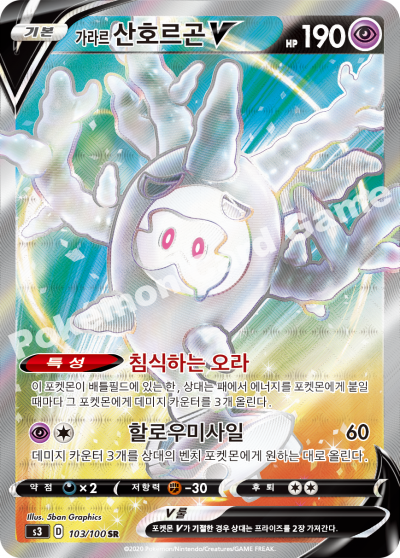 기본 가라르 산호르곤 V HP 190
Pokémon Card Game
특성 침식하는 오라
이 포켓몬이 배틀필드에 있는 한, 상대는 패에서 에너지를 포켓몬에게 붙일
때마다 그 포켓몬에게 데미지 카운터를 3개 올린다.
할로우미사일 60
데미지 카운터 3개를 상대의 벤치 포켓몬에게 원하는 대로 올린다.
약점 ×2 저항력 -30 후퇴
Illus. 5ban Graphics
s3 D 103/100 SR
V룰
포켓몬 V가 기절한 경우 상대는 프라이즈를 2장 가져간다.
©2020 Pokémon/Nintendo/Creatures/GAME FREAK.